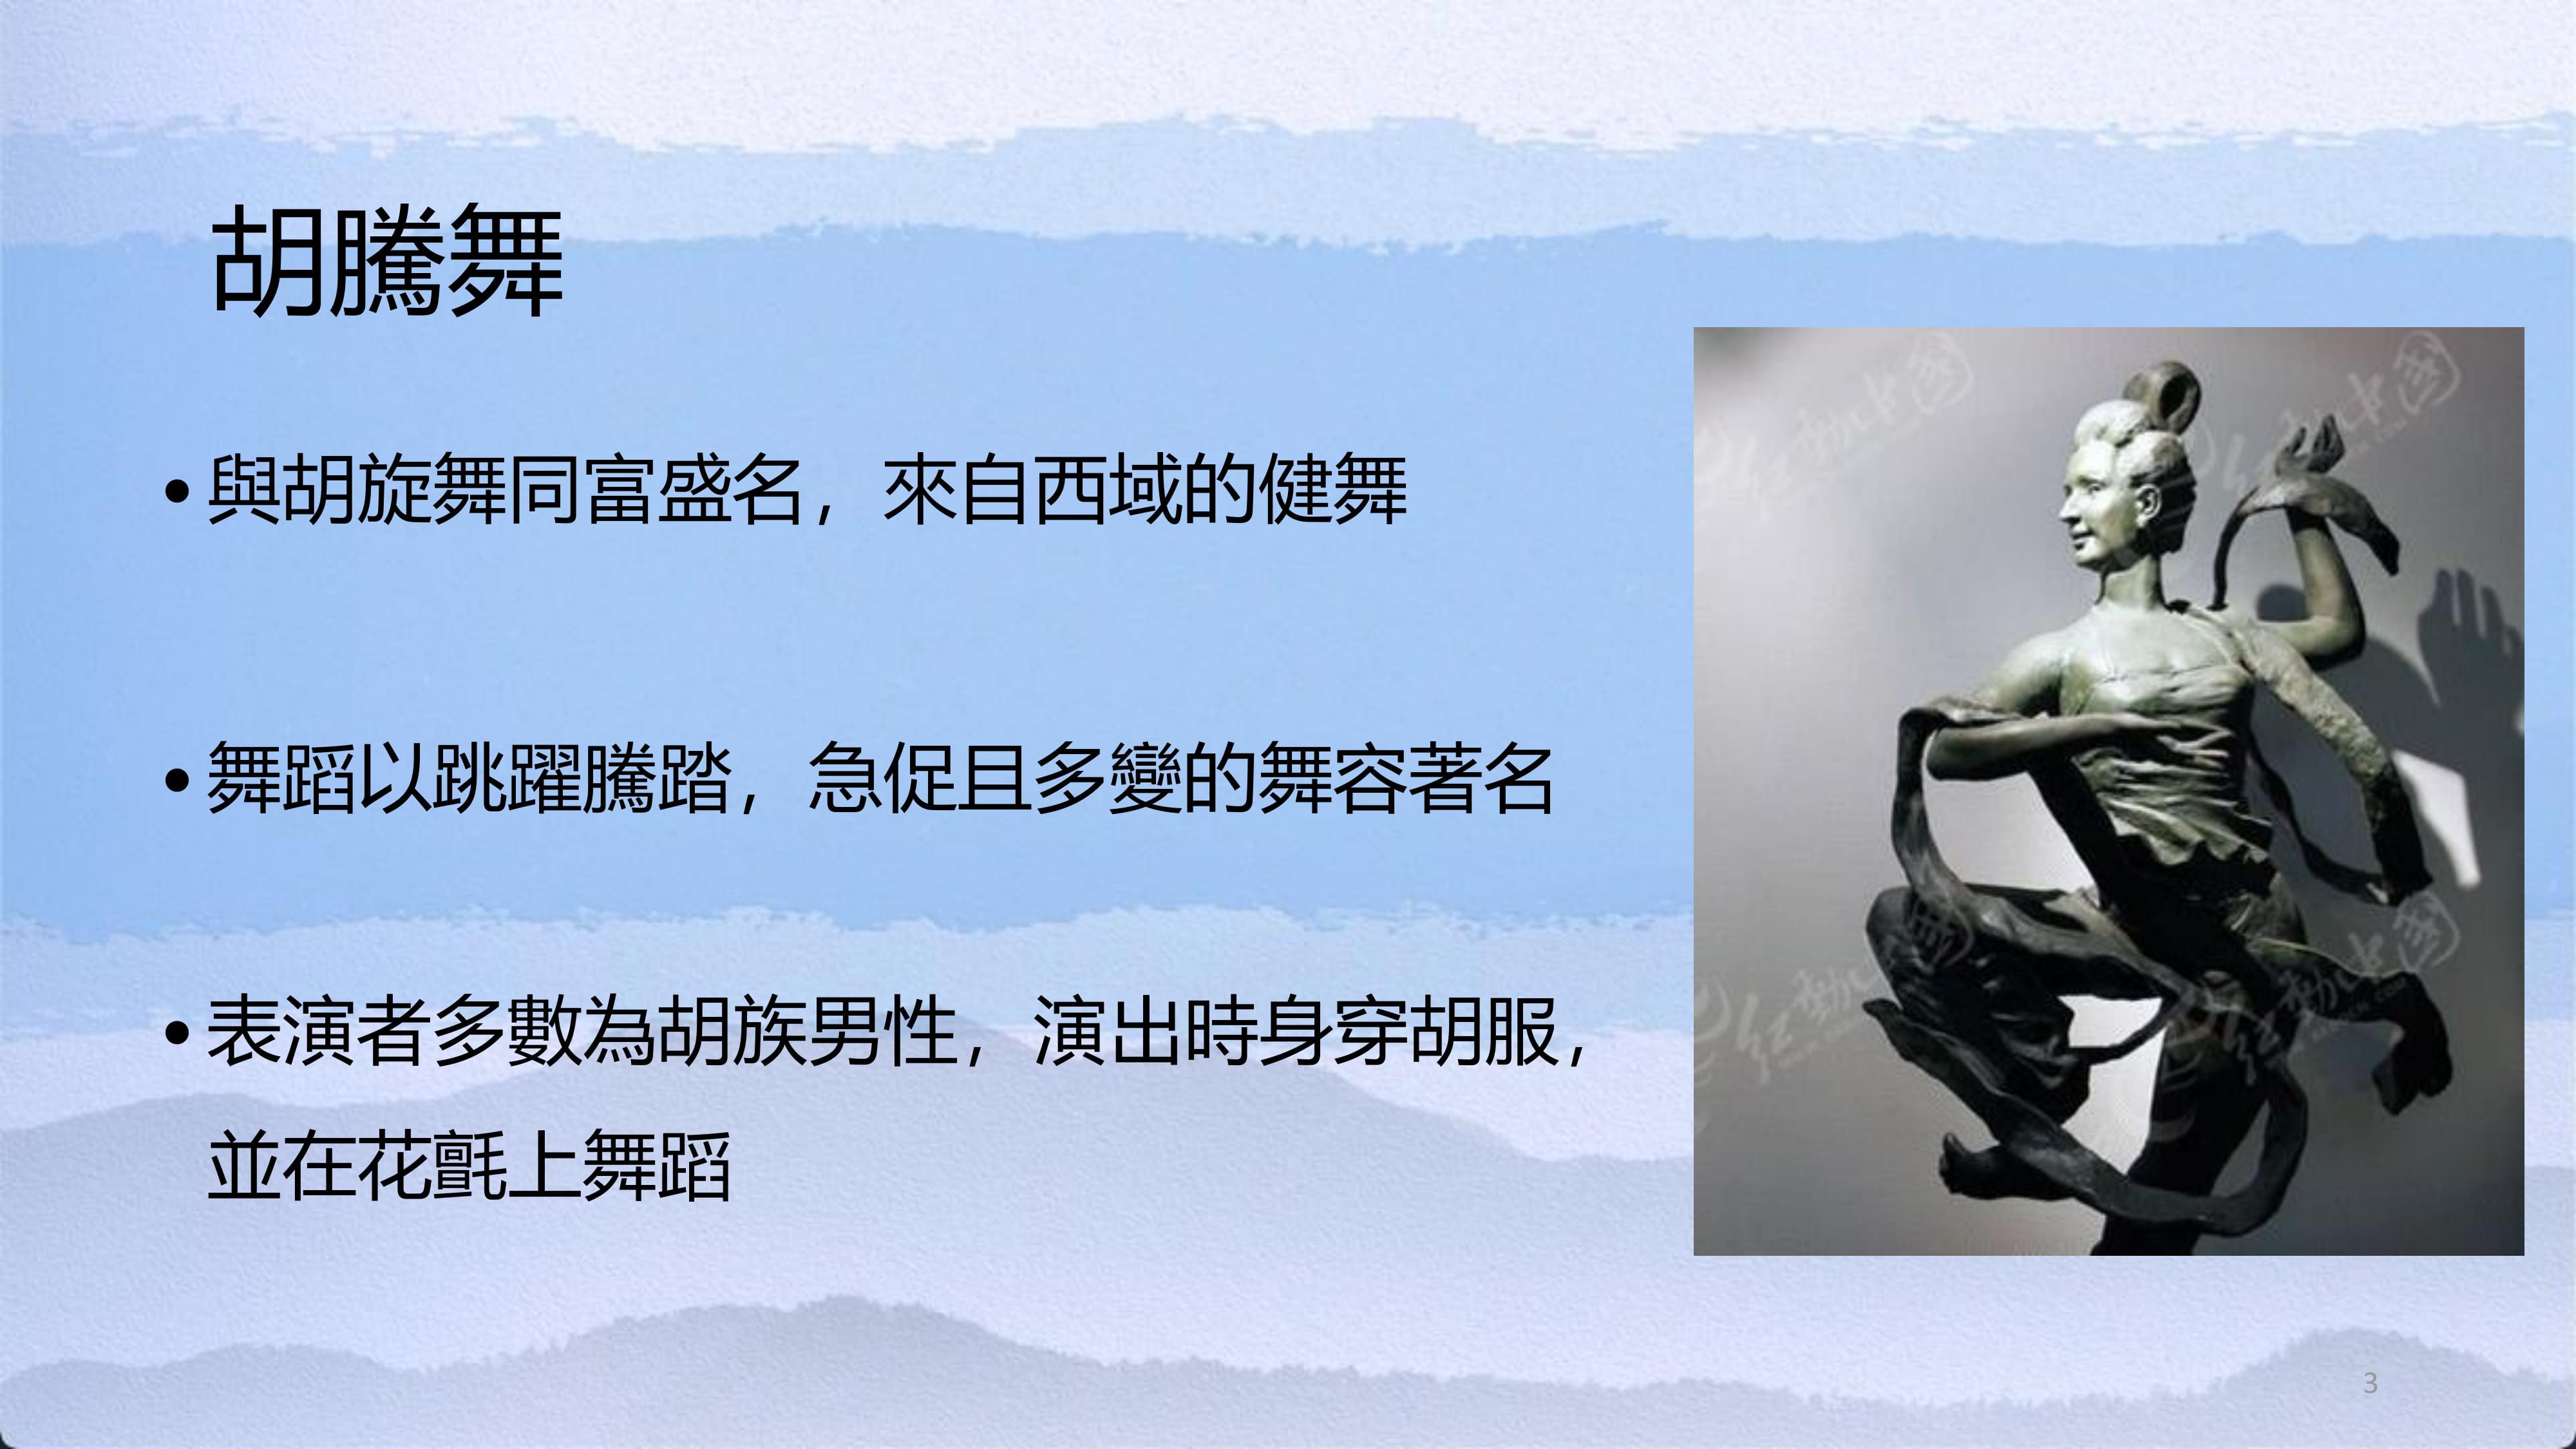 胡騰舞
• 與胡旋舞同富盛名，來自西域的健舞
• 舞蹈以跳躍騰踏，急促且多變的舞容著名
• 表演者多數為胡族男性，演出時身穿胡服，
並在花氈上舞蹈
3